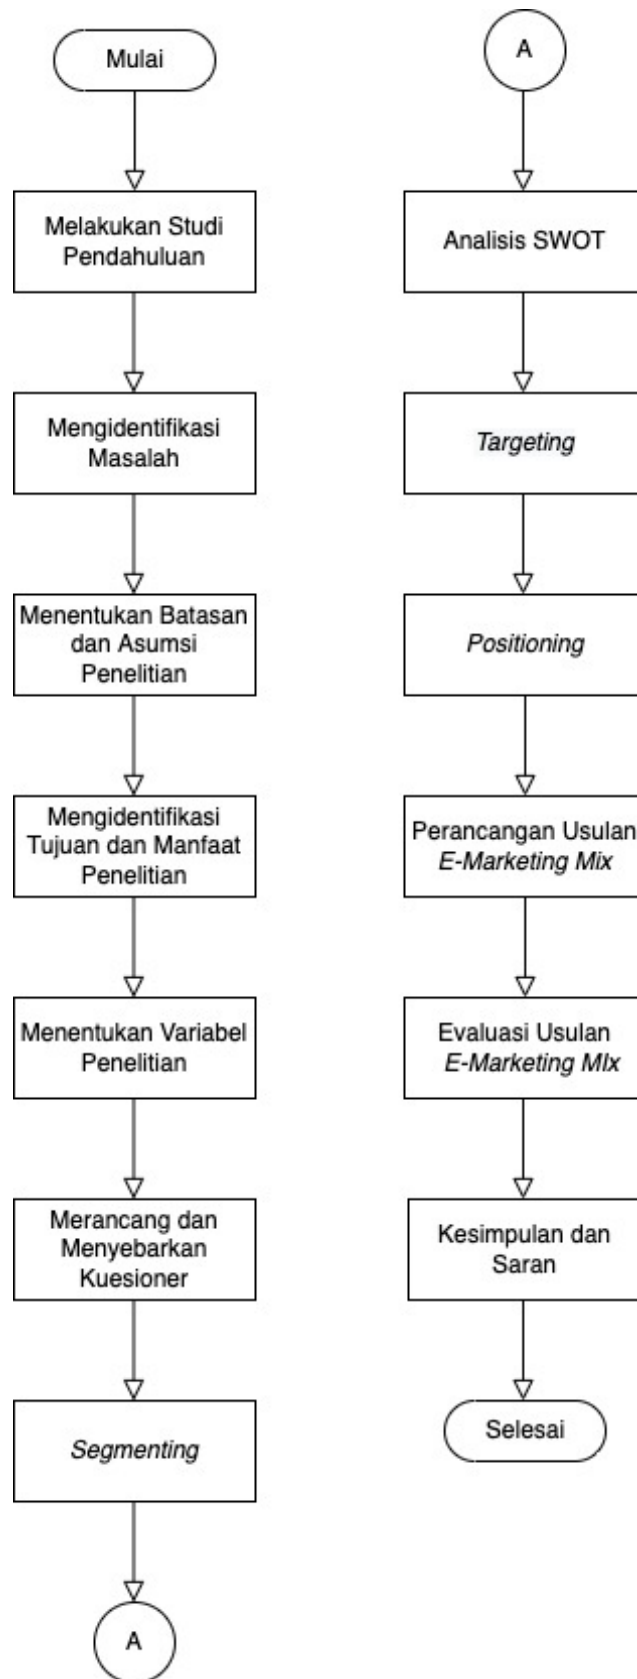 Mulai
Melakukan Studi
Pendahuluan
Mengidentifikasi
Masalah
Menentukan Batasan
dan Asumsi
Penelitian
Mengidentifikasi
Tujuan dan Manfaat
Penelitian
Menentukan Variabel
Penelitian
Merancang dan
Menyebarkan
Kuesioner
Segmenting
A
A
Analisis SWOT
Targeting
Positioning
Perancangan Usulan
E-Marketing Mix
Evaluasi Usulan
E-Marketing MIx
Kesimpulan dan
Saran
Selesai